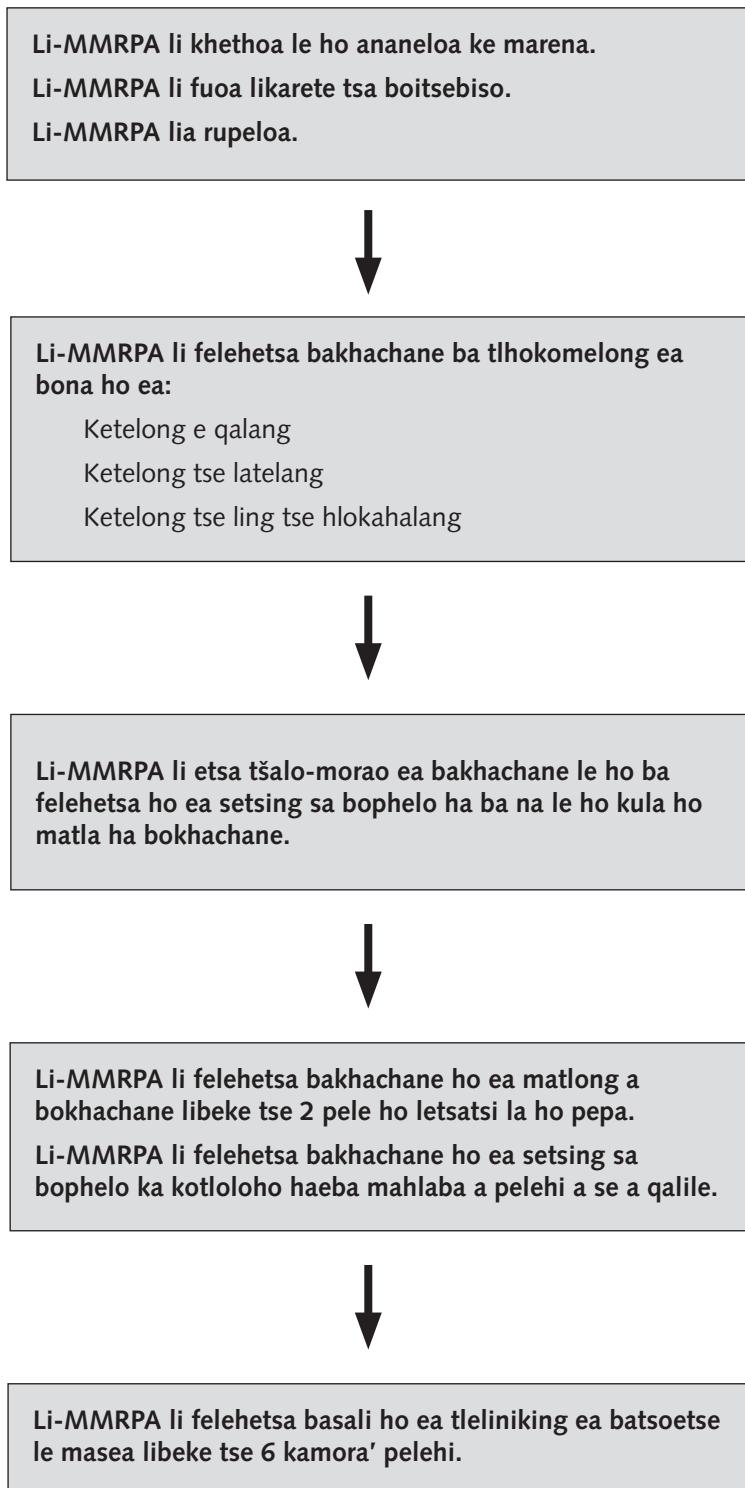 Li-MMRPA li khethoa le ho ananeloa ke marena.
Li-MMRPA li fuoa likarete tsa boitsebiso.
Li-MMRPA lia rupeloa.
Li-MMRPA li felehetsa bakhachane ba tlhokomelong ea
bona ho ea:
Ketelong e qalang
Ketelong tse latelang
Ketelong tse ling tse hlokahalang
Li-MMRPA li etsa tšalo-morao ea bakhachane le ho ba
felehetsa ho ea setsing sa bophelo ha ba na le ho kula ho
matla ha bokhachane.
Li-MMRPA li felehetsa bakhachane ho ea matlong a
bokhachane libeke tse 2 pele ho letsatsi la ho pepa.
Li-MMRPA li felehetsa bakhachane ho ea setsing sa
bophelo ka kotloloho haeba mahlaba a pelehi a se a qalile.
Li-MMRPA li felehetsa basali ho ea tleliniking ea batsoetse
le masea libeke tse 6 kamora' pelehi.